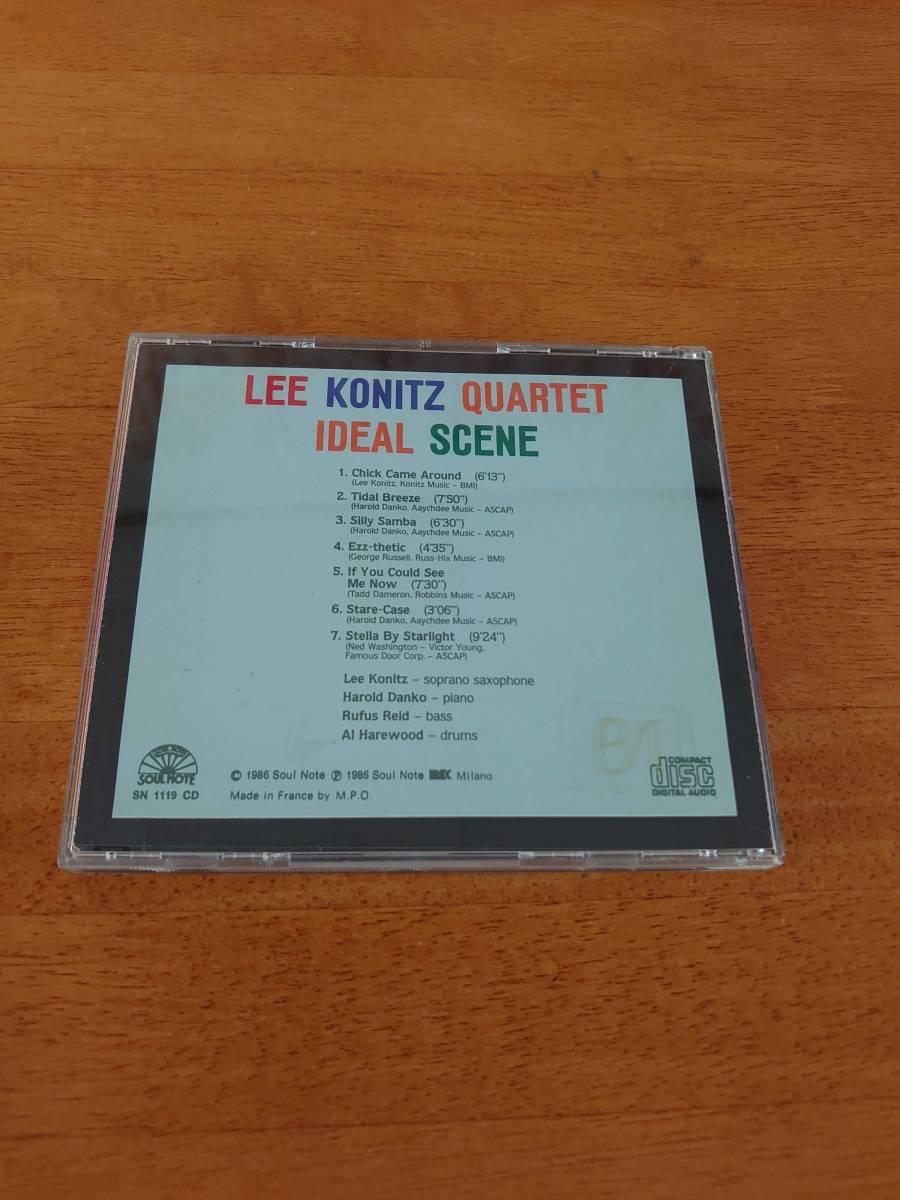 LEE KONITZ QUARTET
IDEAL SCENE
1. Chick Came Around (6'13")
(Lee Konitz, Konitz Music – BMI)
2. Tidal Breeze (7'50")
(Harold Danko, Aaychdee Music – ASCAP)
3. Silly Samba (6'30")
(Harold Danko, Aaychdee Music – ASCAP)
4. Ezz-thetic (4'35")
(George Russell, Russ-Hix Music – BMI)
5. If You Could See
Me Now (7'30")
(Tadd Dameron, Robbins Music – ASCAP)
6. Stare-Case (3'06")
(Harold Danko, Aaychdee Music – ASCAP)
7. Stella By Starlight (9'24")
(Ned Washington – Victor Young,
Famous Door Corp. – ASCAP)
Lee Konitz – soprano saxophone
Harold Danko – piano
Rufus Reid – bass
Al Harewood – drums
SOUL NOTE
SOUL NOTE
SN 1119 CD
© 1986 Soul Note ℗ 1986 Soul Note IREC Milano
Made in France by M.P.O.
COMPACT
disc
DIGITAL AUDIO